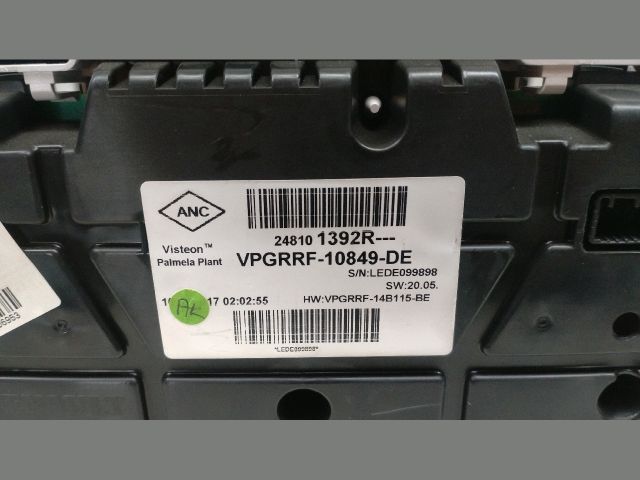 ANC
24810 1392R---
Visteon™
Palmela Plant
VPGRRF-10849-DE
S/N:LEDE099898
SW:20.05.
17 02:02:55
HW:VPGRRF-14B115-BE
AL
*LEDE099898*